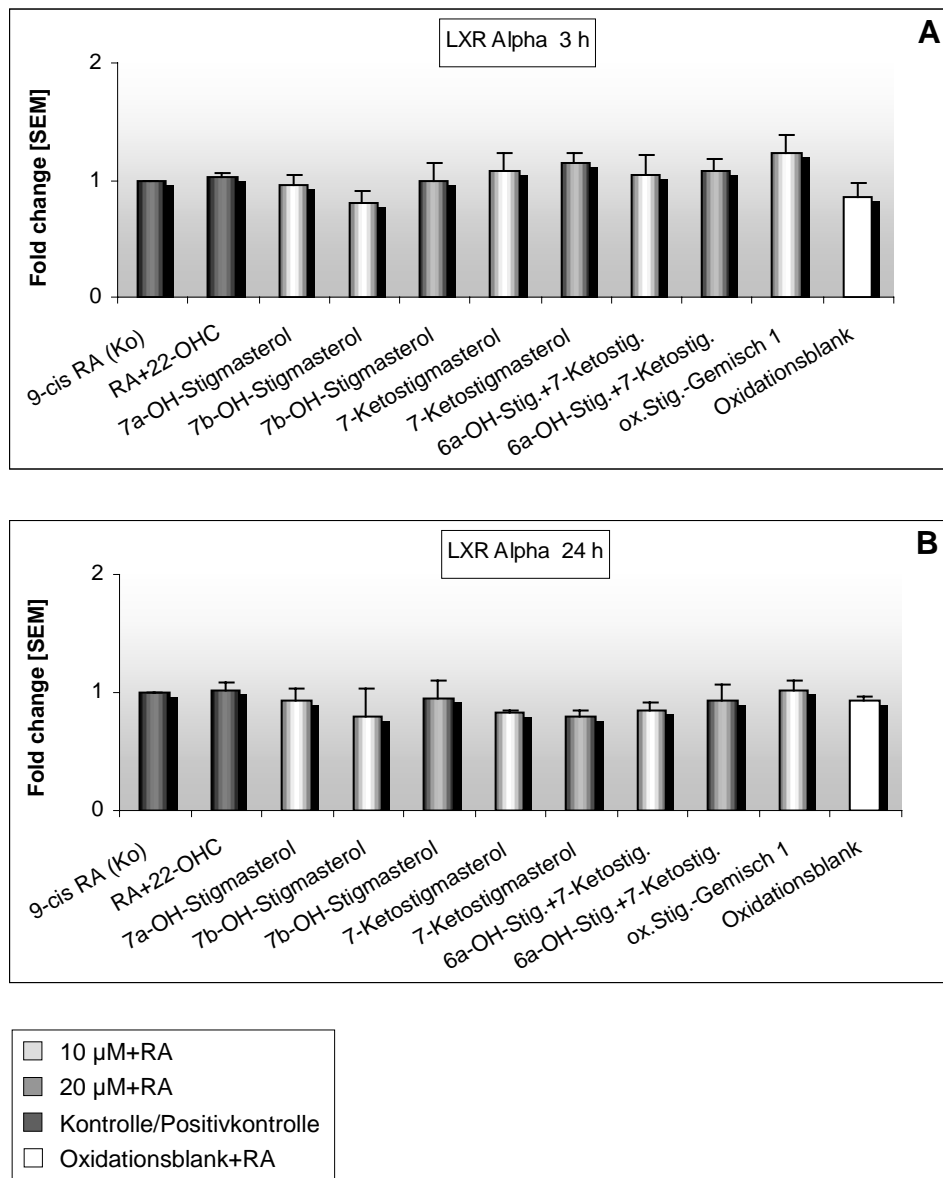 LXR Alpha 3 h
A
Fold change [SEM]
2
1
0
9-cis RA (Ko)
RA+22-OHC
7a-OH-Stigmasterol
7b-OH-Stigmasterol
7b-OH-Stigmasterol
7-Ketostigmasterol
7-Ketostigmasterol
6a-OH-Stig.+7-Ketostig.
6a-OH-Stig.+7-Ketostig.
ox.Stig.-Gemisch 1
Oxidationsblank
LXR Alpha 24 h
B
Fold change [SEM]
2
1
0
9-cis RA (Ko)
RA+22-OHC
7a-OH-Stigmasterol
7b-OH-Stigmasterol
7b-OH-Stigmasterol
7-Ketostigmasterol
7-Ketostigmasterol
6a-OH-Stig.+7-Ketostig.
6a-OH-Stig.+7-Ketostig.
ox.Stig.-Gemisch 1
Oxidationsblank
10 µM+RA
20 µM+RA
Kontrolle/Positivkontrolle
Oxidationsblank+RA